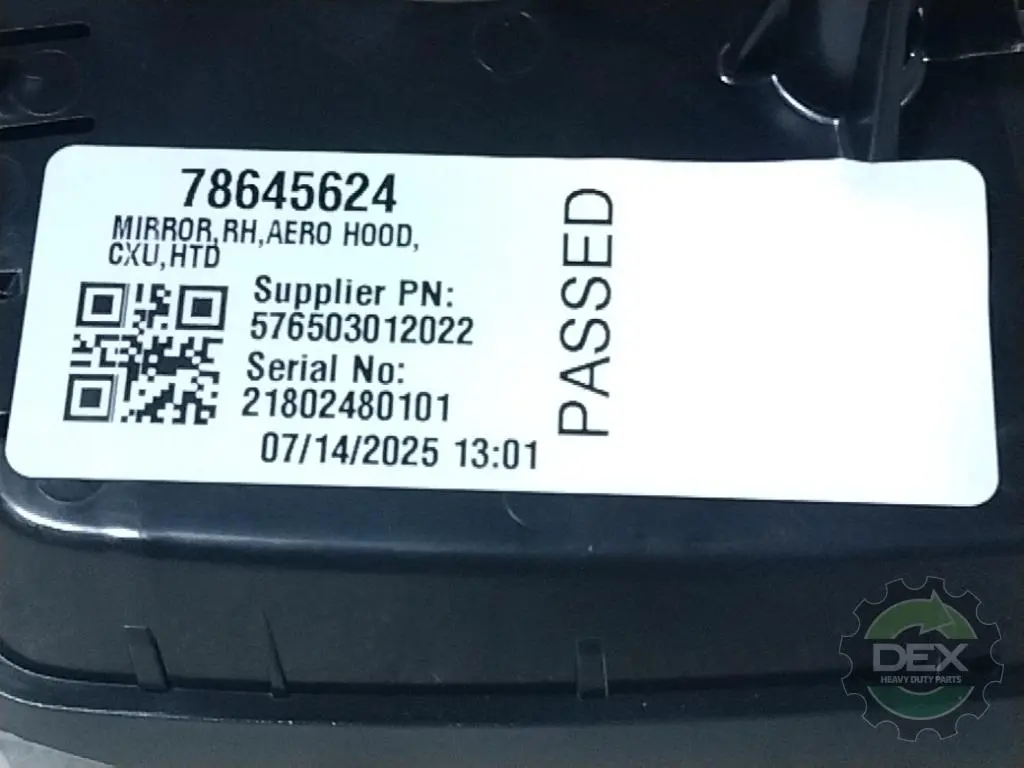 78645624
MIRROR,RH,AERO HOOD,
CXU,HTD
Supplier PN:
576503012022
Serial No:
21802480101
07/14/2025 13:01
PASSED
DEX
HEAVY DUTY PARTS